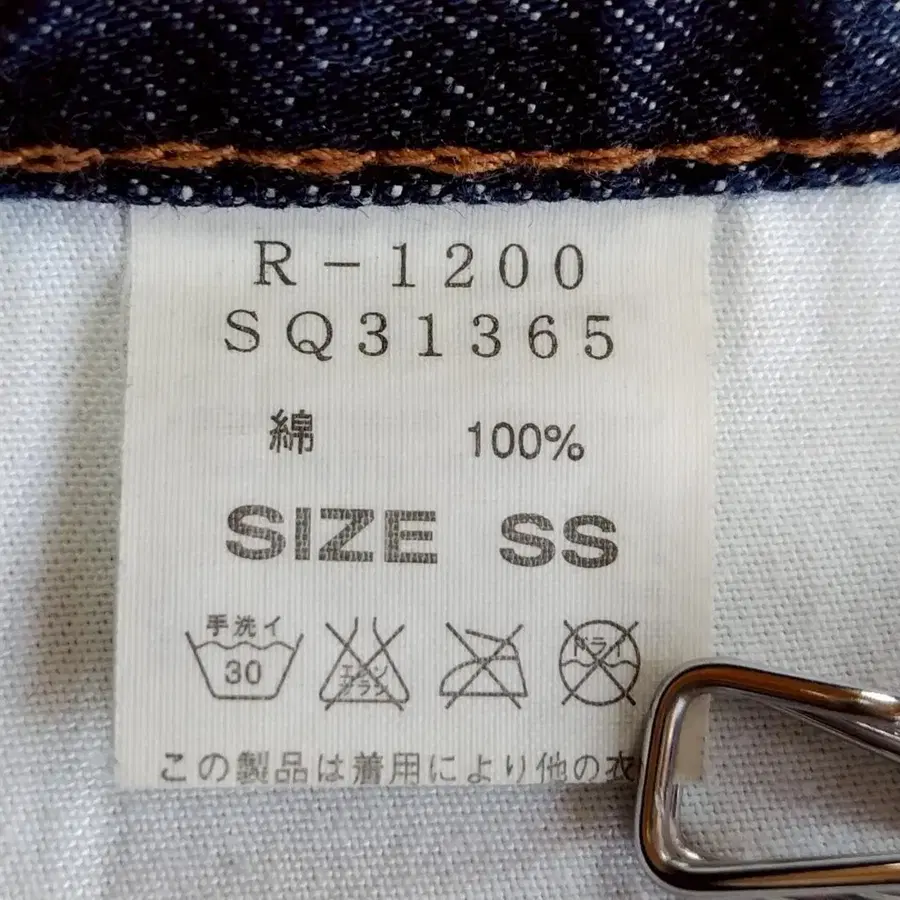 R-1200
SQ31365
綿 100%
SIZE SS
手洗イ
30 エンソサラシ ドライ
この製品は着用により他の衣